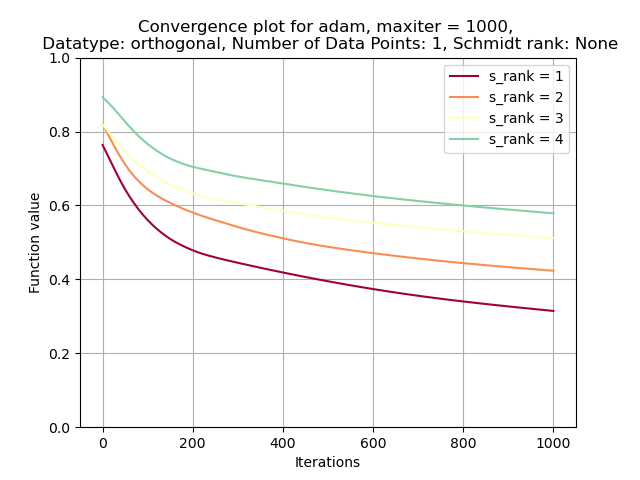 Convergence plot for adam, maxiter = 1000,
Datatype: orthogonal, Number of Data Points: 1, Schmidt rank: None
s_rank = 1
s_rank = 2
s_rank = 3
s_rank = 4
Function value
1.0
0.8
0.6
0.4
0.2
0.0
0 200 400 600 800 1000
Iterations